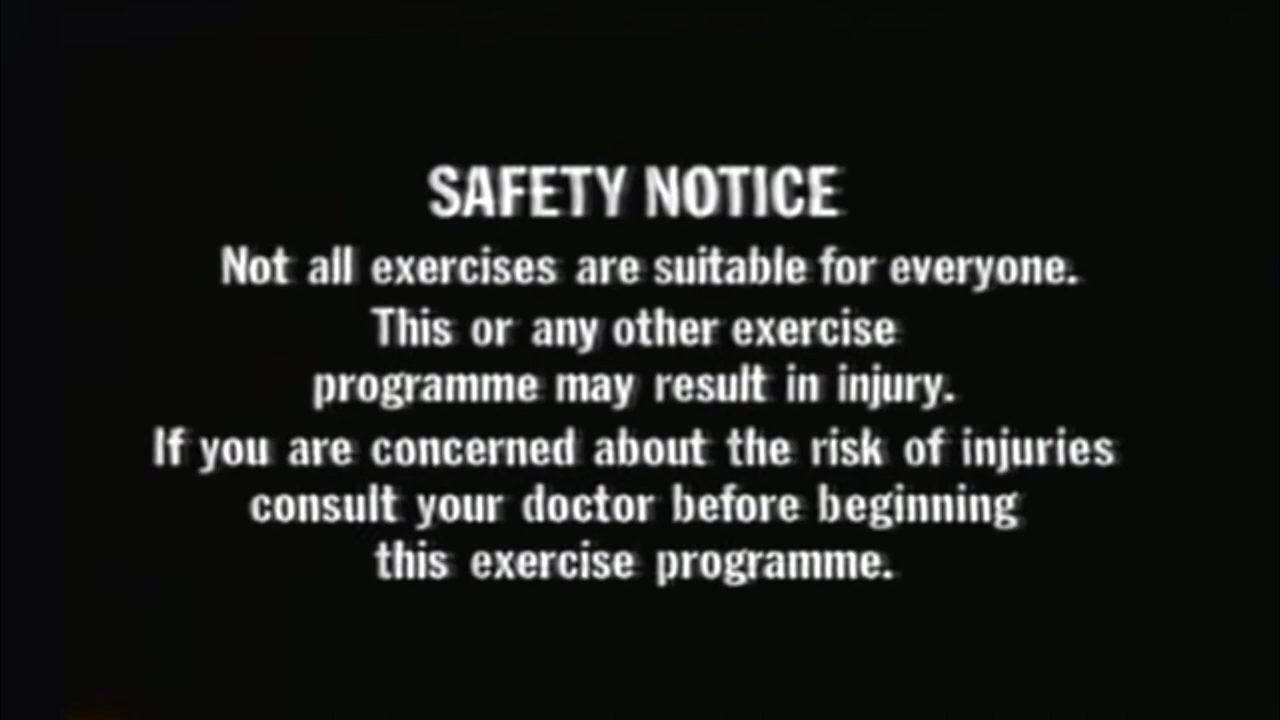 SAFETY NOTICE
Not all exercises are suitable for everyone.
This or any other exercise
programme may result in injury.
If you are concerned about the risk of injuries
consult your doctor before beginning
this exercise programme.